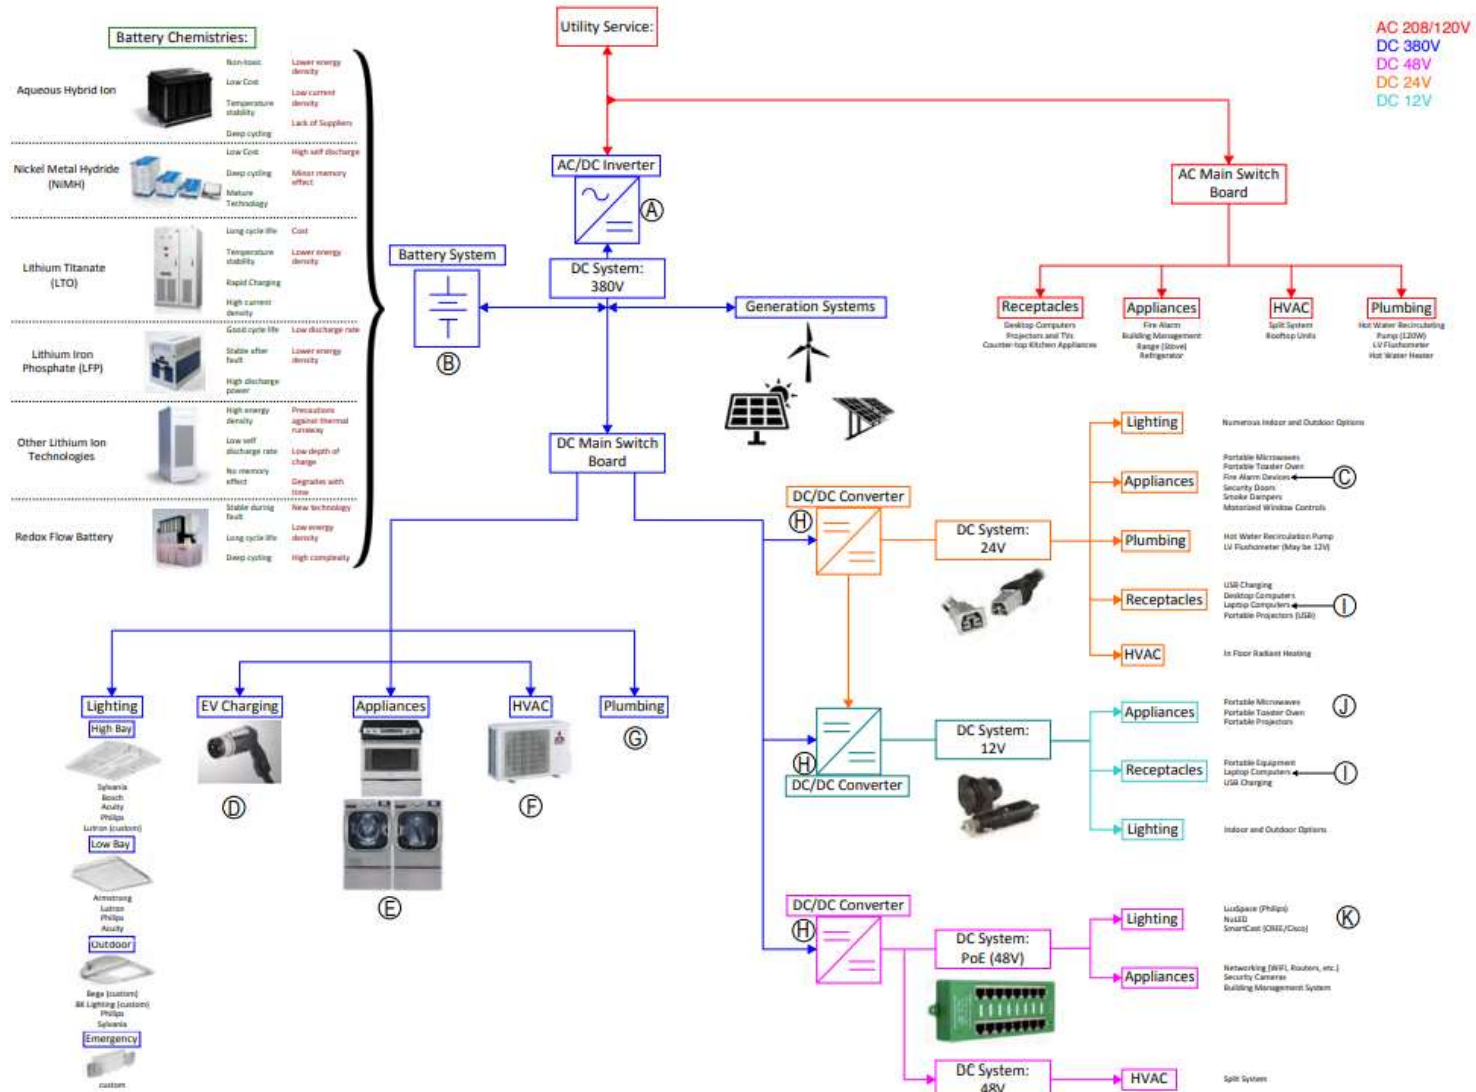 Utility Service:
AC 208/120V
DC 380V
DC 48V
DC 24V
DC 12V
Battery Chemistries:
Aqueous Hybrid Ion
Non-toxic
Low Cost
Temperature
stability
Deep cycling
Lower energy
density
Low current
density
Lack of Suppliers
Nickel Metal Hydride
(NiMH)
Low Cost
Deep cycling
Mature
Technology
High self discharge
Minor memory
effect
Lithium Titanate
(LTO)
Long cycle life
Temperature
stability
Rapid Charging
High current
density
Cost
Lower energy
density
Lithium Iron
Phosphate (LFP)
Good cycle life
Stable after
fault
High discharge
power
Low discharge rate
Lower energy
density
Other Lithium Ion
Technologies
High energy
density
Low self
discharge rate
No memory
effect
Precautions
against thermal
runaway
Low depth of
charge
Degrades with
time
Redox Flow Battery
Stable during
fault
Long cycle life
Deep cycling
New technology
Low energy
density
High complexity
AC/DC Inverter
A
Battery System
B
DC System:
380V
Generation Systems
DC Main Switch
Board
AC Main Switch
Board
Receptacles
Desktop Computers
Projectors and TVs
Counter-top Kitchen Appliances
Appliances
Fire Alarm
Building Management
Range (Stove)
Refrigerator
HVAC
Split System
Rooftop Units
Plumbing
Hot Water Recirculating
Pump (120W)
LV Flushometer
Hot Water Heater
Lighting
High Bay
Sylvania
Bosch
Acuity
Philips
Lutron (custom)
Low Bay
Armstrong
Lutron
Philips
Acuity
Outdoor
Bega (custom)
BK Lighting (custom)
Philips
Sylvania
Emergency
custom
EV Charging
D
Appliances
E
HVAC
F
Plumbing
G
DC/DC Converter
H
DC System:
24V
Lighting
Numerous Indoor and Outdoor Options
Appliances
Portable Microwaves
Portable Toaster Oven
Fire Alarm Devices
Security Doors
Smoke Dampers
Motorized Window Controls
C
Plumbing
Hot Water Recirculation Pump
LV Flushometer (May be 12V)
Receptacles
USB Charging
Desktop Computers
Laptop Computers
Portable Projectors (USB)
I
HVAC
In Floor Radiant Heating
H
DC/DC Converter
DC System:
12V
Appliances
Portable Microwaves
Portable Toaster Oven
Portable Projectors
J
Receptacles
Portable Equipment
Laptop Computers
USB Charging
I
Lighting
Indoor and Outdoor Options
DC/DC Converter
H
DC System:
PoE (48V)
Lighting
LuxSpace (Philips)
NuLED
SmartCast (CREE/Cisco)
K
Appliances
Networking (WiFi, Routers, etc.)
Security Cameras
Building Management System
DC System:
48V
HVAC
Split System